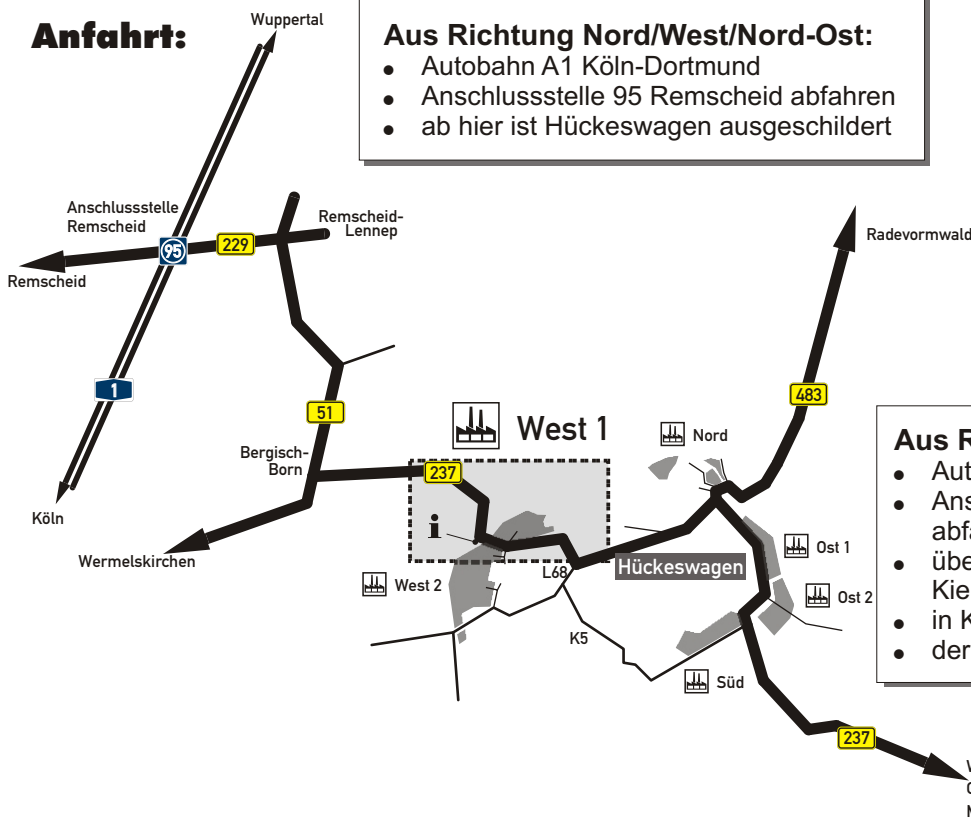 Anfahrt:
Wuppertal
Aus Richtung Nord/West/Nord-Ost:
• Autobahn A1 Köln-Dortmund
• Anschlussstelle 95 Remscheid abfahren
• ab hier ist Hückeswagen ausgeschildert
Anschlussstelle
Remscheid
95
229
Remscheid-
Lennep
Radevormwald
Remscheid
1
51
483
West 1
Nord
Bergisch-
Born
237
Köln
i
Wermelskirchen
L68
Hückeswagen
Ost 1
West 2
Ost 2
K5
Süd
237
Aus R
• Aut
• Ans
abfa
• übe
Kie
• in K
• der